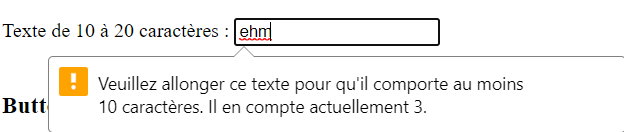 Texte de 10 à 20 caractères : ehm
Veuillez allonger ce texte pour qu'il comporte au moins
10 caractères. Il en compte actuellement 3.